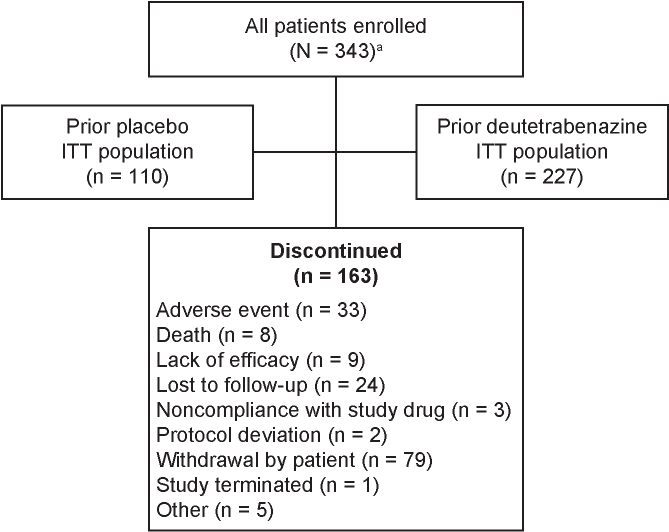 All patients enrolled
(N = 343)ᵃ
Prior placebo
ITT population
(n = 110)
Prior deutetrabenazine
ITT population
(n = 227)
Discontinued
(n = 163)
Adverse event (n = 33)
Death (n = 8)
Lack of efficacy (n = 9)
Lost to follow-up (n = 24)
Noncompliance with study drug (n = 3)
Protocol deviation (n = 2)
Withdrawal by patient (n = 79)
Study terminated (n = 1)
Other (n = 5)